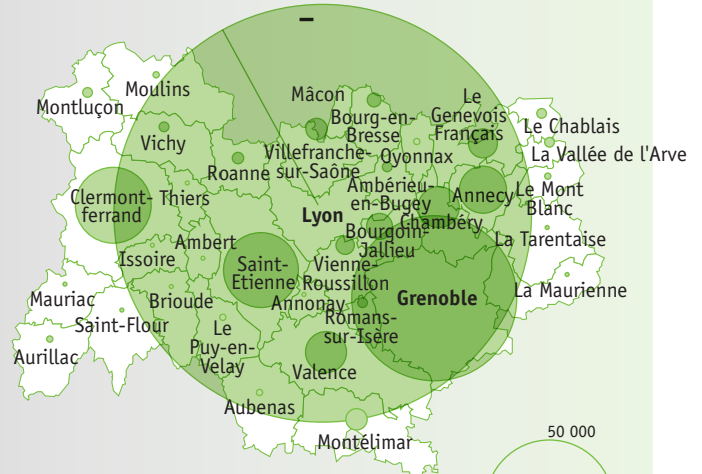 Montluçon
Moulins
Vichy
Mâcon
Bourg-en-
Bresse
Le
Genevois
Français
Le Chablais
La Vallée de l'Arve
Roanne
Villefranche-
sur-Saône
Oyonnax
Clermont-
ferrand
Thiers
Lyon
Ambérieu-
en-Bugey
Annecy
Le Mont
Blanc
Chambéry
Issoire
Ambert
Bourgoin-
Jallieu
La Tarentaise
Saint-
Etienne
Vienne-
Roussillon
Grenoble
La Maurienne
Mauriac
Brioude
Annonay
Romans-
sur-Isère
Saint-Flour
Le
Puy-en-
Velay
Aurillac
Valence
Aubenas
Montélimar
50 000